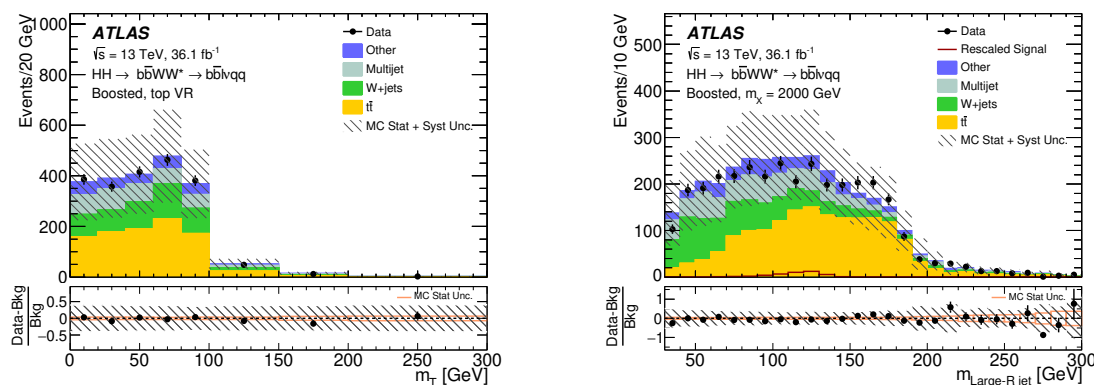 ATLAS
√s = 13 TeV, 36.1 fb⁻¹
HH → bb̅WW* → bb̅lνqq
Boosted, top VR
Data
Other
Multijet
W+jets
tt̅
MC Stat + Syst Unc.
Events/20 GeV
1000
800
600
400
200
0
Data-Bkg
Bkg
0.5
0.0
−0.5
MC Stat Unc.
0 50 100 150 200 250 300
m_T [GeV]
ATLAS
√s = 13 TeV, 36.1 fb⁻¹
HH → bb̅WW* → bb̅lνqq
Boosted, m_X = 2000 GeV
Data
Rescaled Signal
Other
Multijet
W+jets
tt̅
MC Stat + Syst Unc.
Events/10 GeV
500
400
300
200
100
0
Data-Bkg
Bkg
1
0
−1
MC Stat Unc.
50 100 150 200 250 300
m_Large-R jet [GeV]